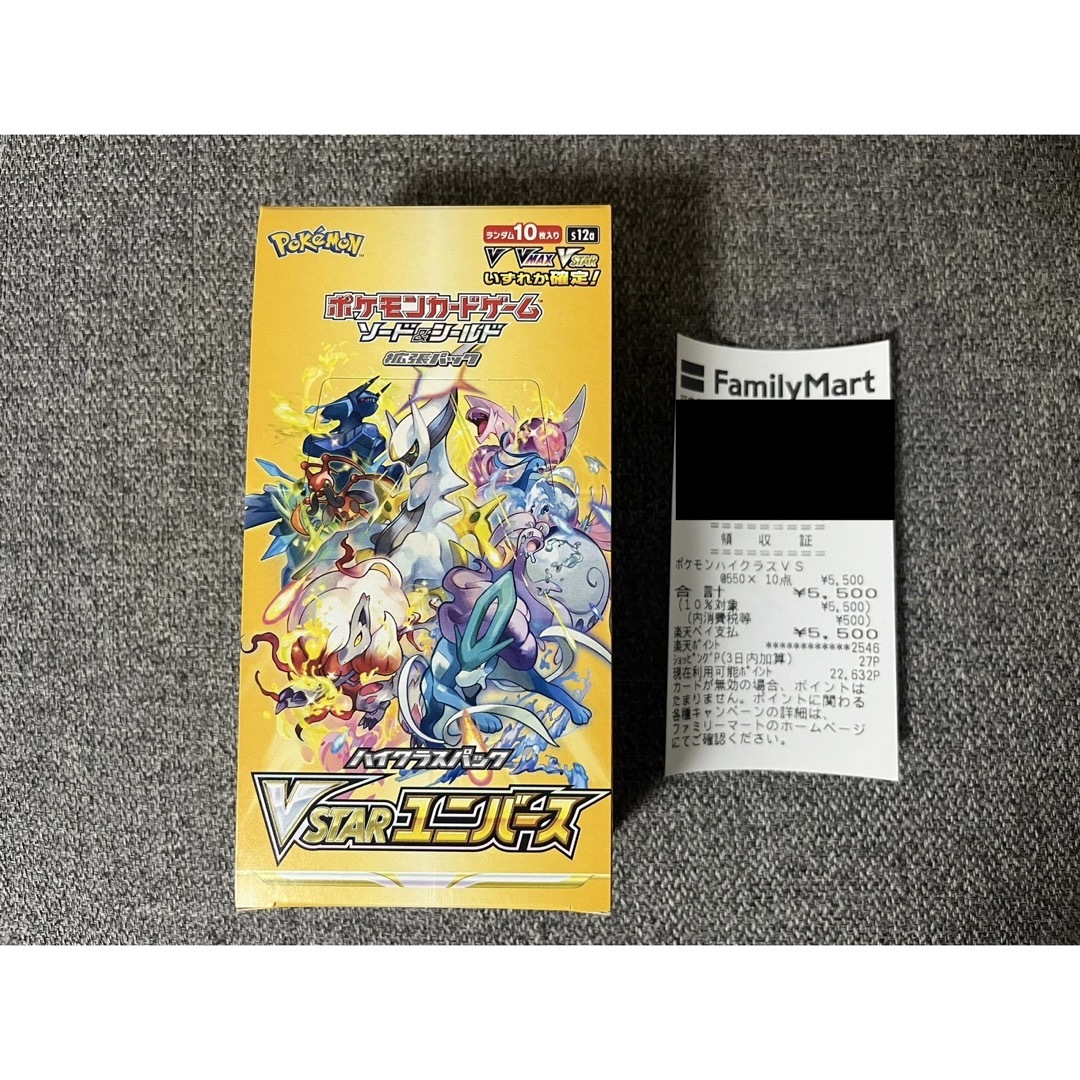 POKÉMON
ランダム10枚入り s12a
V VMAX VSTAR
いずれか確定!
ポケモンカードゲーム
ソード&シールド
拡張パック
ハイクラスパック
VSTARユニバース
FamilyMart
領 収 証
ポケモンハイクラスVS
@550× 10点 ¥5,500
合 計 ¥5,500
(10%対象 ¥5,500)
(内消費税等 ¥500)
楽天ペイ支払 ¥5,500
楽天ポイント ************2546
ショッピングP(3日内加算) 27P
現在利用可能ポイント 22,632P
カードが無効の場合、ポイントは
たまりません。ポイントに関わる
各種キャンペーンの詳細は、
ファミリーマートのホームページ
にてご確認ください。